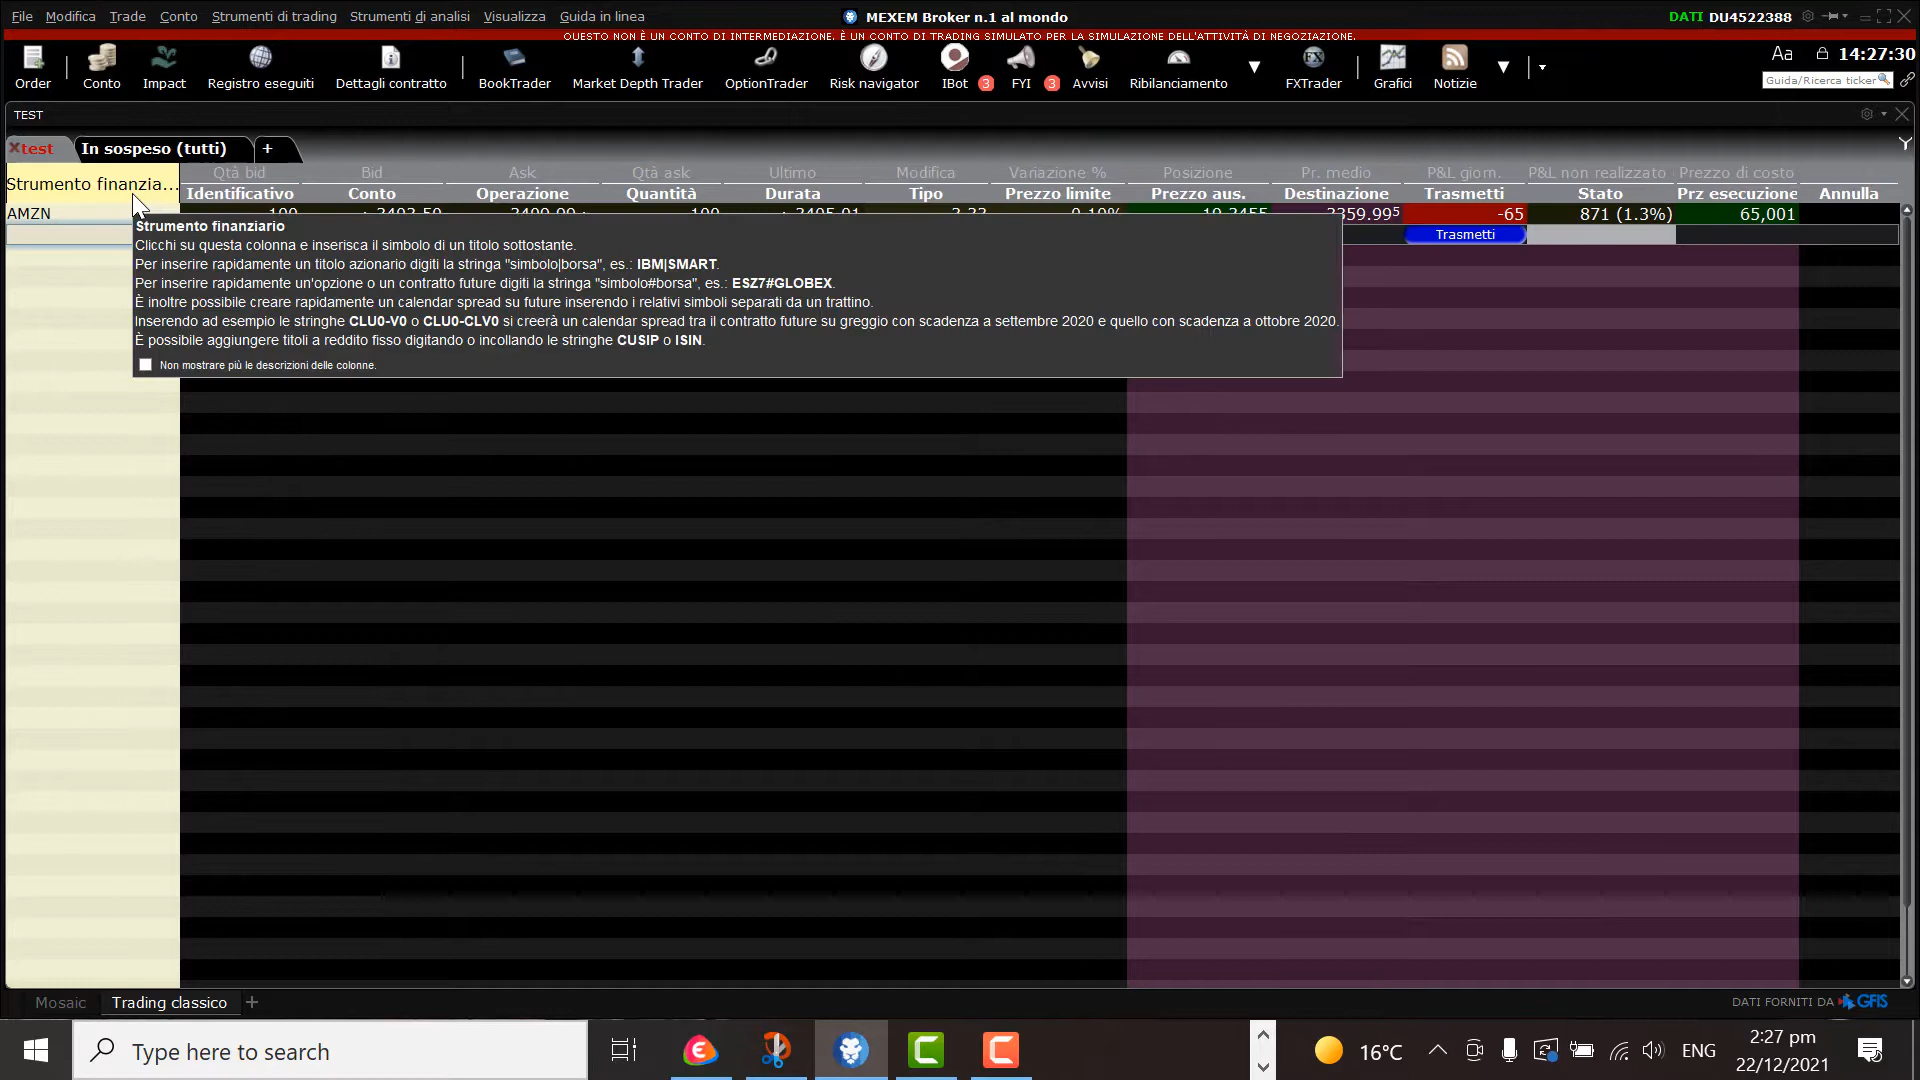 File Modifica Trade Conto Strumenti di trading Strumenti di analisi Visualizza Guida in linea MEXEM Broker n.1 al mondo DATI DU4522388
QUESTO NON È UN CONTO DI INTERMEDIAZIONE. È UN CONTO DI TRADING SIMULATO PER LA SIMULAZIONE DELL'ATTIVITÀ DI NEGOZIAZIONE.
Aa 14:27:30
Order Conto Impact Registro eseguiti Dettagli contratto BookTrader Market Depth Trader OptionTrader Risk navigator IBot 3 FYI 3 Avvisi Ribilanciamento FXTrader Grafici Notizie Guida/Ricerca ticker
TEST
test In sospeso (tutti) +
Strumento finanzia...
Qtà bid Bid Ask Qtà ask Ultimo Modifica Variazione % Posizione Pr. medio P&L giorn. P&L non realizzato Prezzo di costo
Identificativo Conto Operazione Quantità Durata Tipo Prezzo limite Prezzo aus. Destinazione Trasmetti Stato Prz esecuzione Annulla
AMZN -65 871 (1.3%) 65,001
Trasmetti
Strumento finanziario
Clicchi su questa colonna e inserisca il simbolo di un titolo sottostante.
Per inserire rapidamente un titolo azionario digiti la stringa "simbolo|borsa", es.: IBM|SMART.
Per inserire rapidamente un'opzione o un contratto future digiti la stringa "simbolo#borsa", es.: ESZ7#GLOBEX.
È inoltre possibile creare rapidamente un calendar spread su future inserendo i relativi simboli separati da un trattino.
Inserendo ad esempio le stringhe CLU0-V0 o CLU0-CLV0 si creerà un calendar spread tra il contratto future su greggio con scadenza a settembre 2020 e quello con scadenza a ottobre 2020.
È possibile aggiungere titoli a reddito fisso digitando o incollando le stringhe CUSIP o ISIN.
Non mostrare più le descrizioni delle colonne.
Mosaic Trading classico + DATI FORNITI DA GFIS
Type here to search 16°C ENG 2:27 pm
22/12/2021